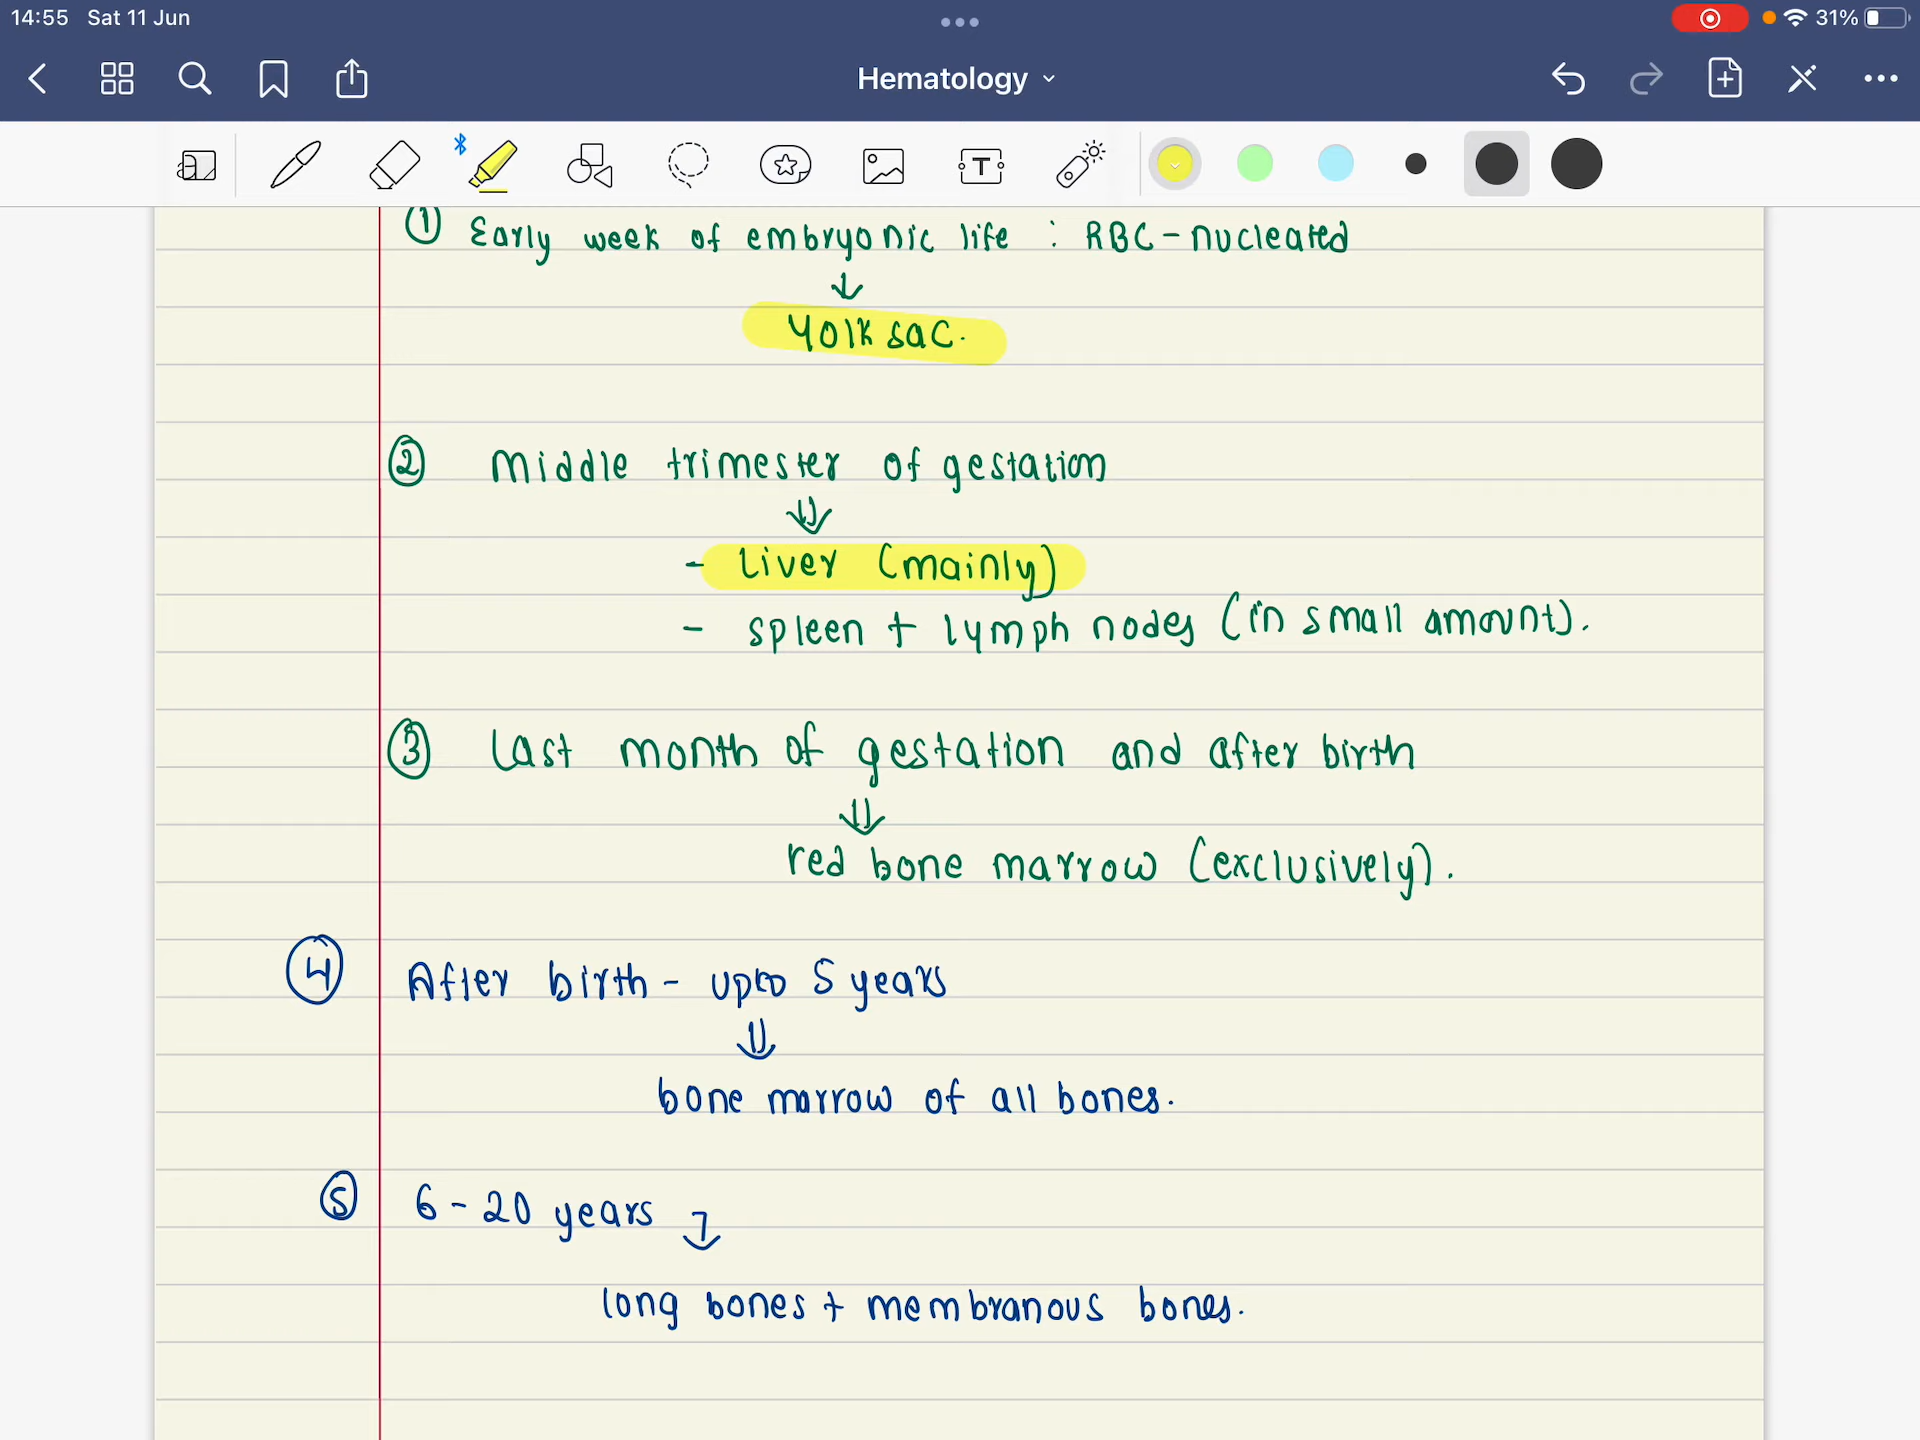 14:55 Sat 11 Jun
31%
Hematology
T
① Early week of embryonic life : RBC - nucleated
↓
Yolk sac.
② Middle trimester of gestation
⇓
- Liver (mainly)
- spleen + lymph nodes (in small amount).
③ Last month of gestation and after birth
⇓
red bone marrow (exclusively).
④ After birth - upto 5 years
⇓
bone marrow of all bones.
⑤ 6 - 20 years ↓
long bones + membranous bones.